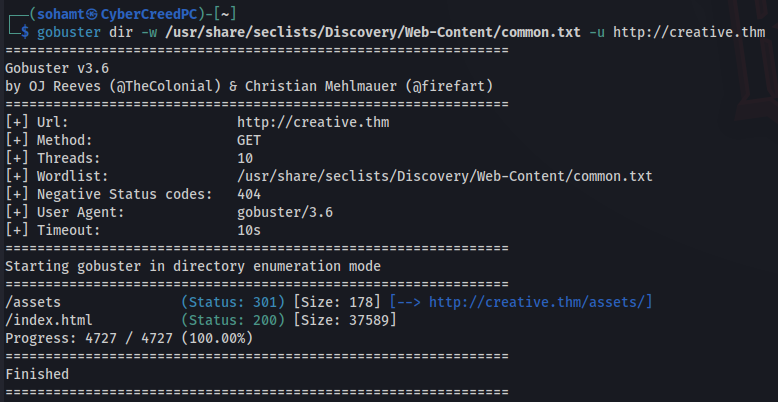 ┌──(sohamt㉿CyberCreedPC)-[~]
└─$ gobuster dir -w /usr/share/seclists/Discovery/Web-Content/common.txt -u http://creative.thm
===============================================================
Gobuster v3.6
by OJ Reeves (@TheColonial) & Christian Mehlmauer (@firefart)
===============================================================
[+] Url:                     http://creative.thm
[+] Method:                  GET
[+] Threads:                 10
[+] Wordlist:                /usr/share/seclists/Discovery/Web-Content/common.txt
[+] Negative Status codes:   404
[+] User Agent:              gobuster/3.6
[+] Timeout:                 10s
===============================================================
Starting gobuster in directory enumeration mode
===============================================================
/assets               (Status: 301) [Size: 178] [--> http://creative.thm/assets/]
/index.html           (Status: 200) [Size: 37589]
Progress: 4727 / 4727 (100.00%)
===============================================================
Finished
===============================================================